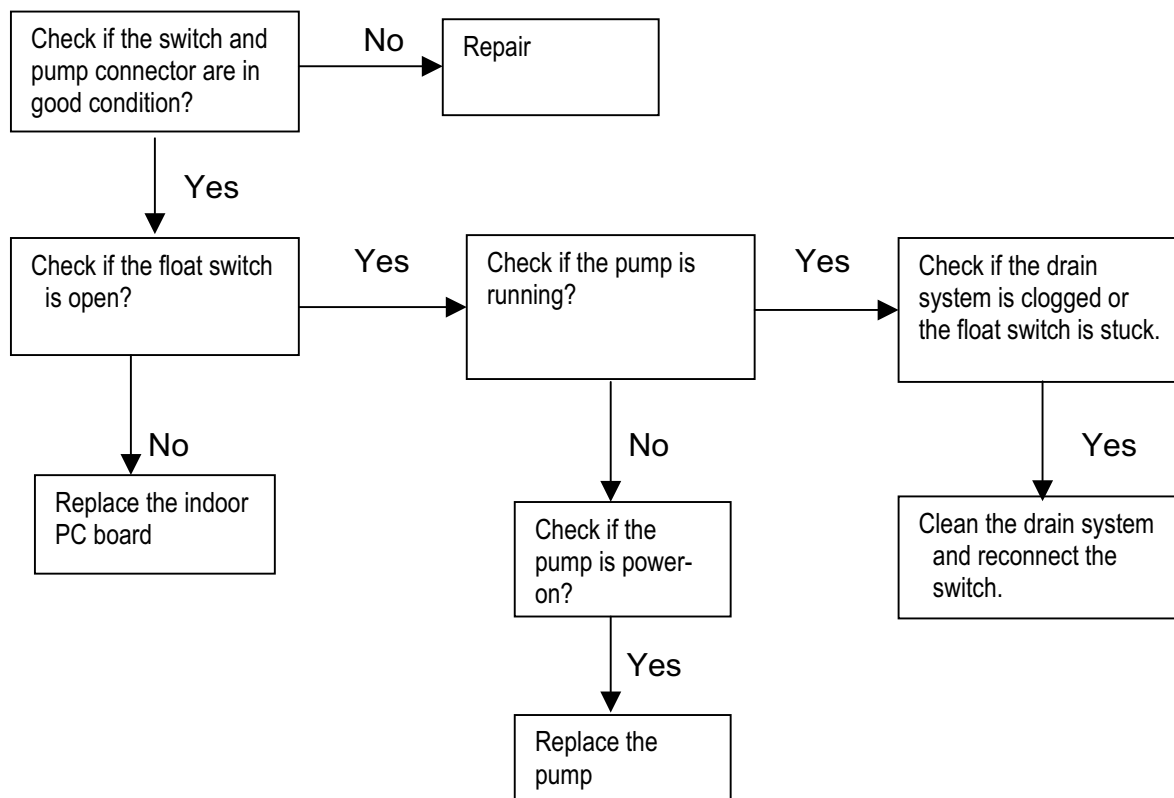 Check if the switch and
pump connector are in
good condition?
No
Repair
Yes
Check if the float switch
is open?
Yes
Check if the pump is
running?
Yes
Check if the drain
system is clogged or
the float switch is stuck.
No
Replace the indoor
PC board
No
Check if the
pump is power-
on?
Yes
Clean the drain system
and reconnect the
switch.
Yes
Replace the
pump